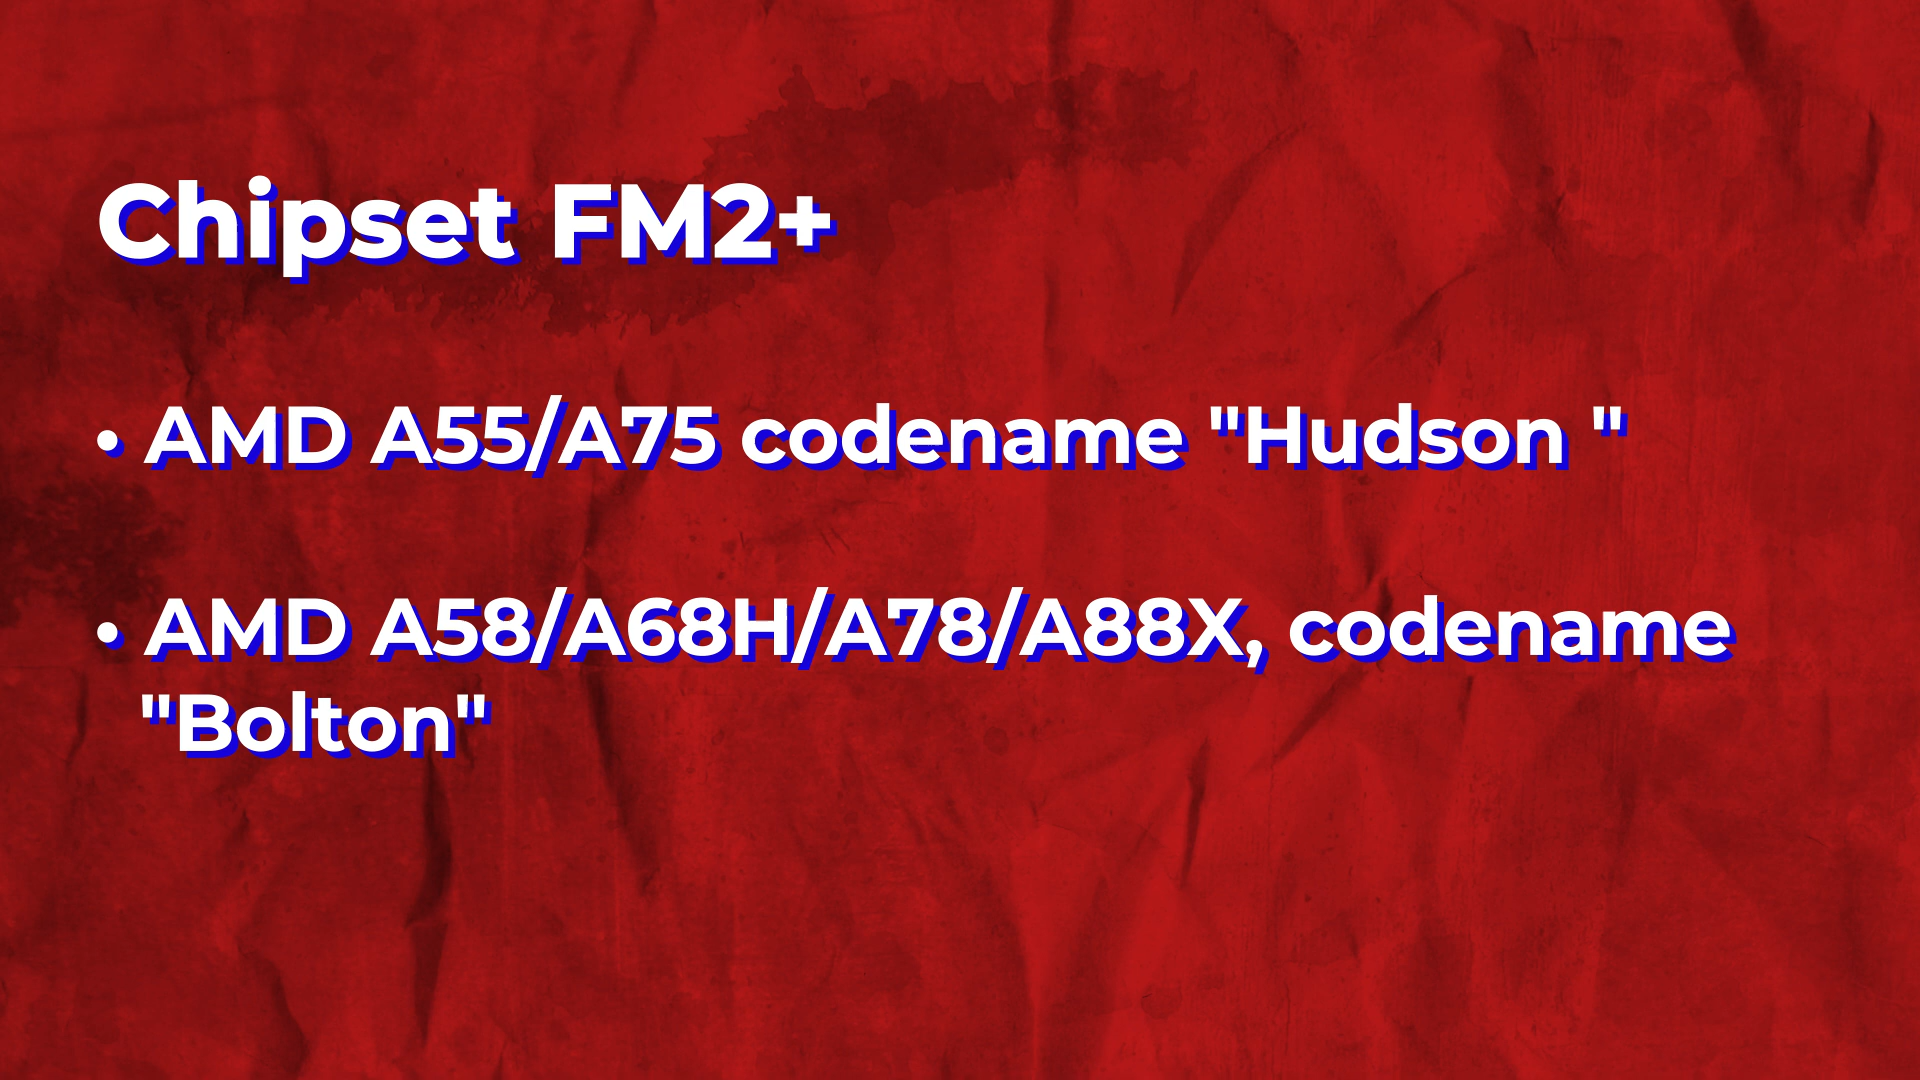 Chipset FM2+
• AMD A55/A75 codename "Hudson "
• AMD A58/A68H/A78/A88X, codename
"Bolton"